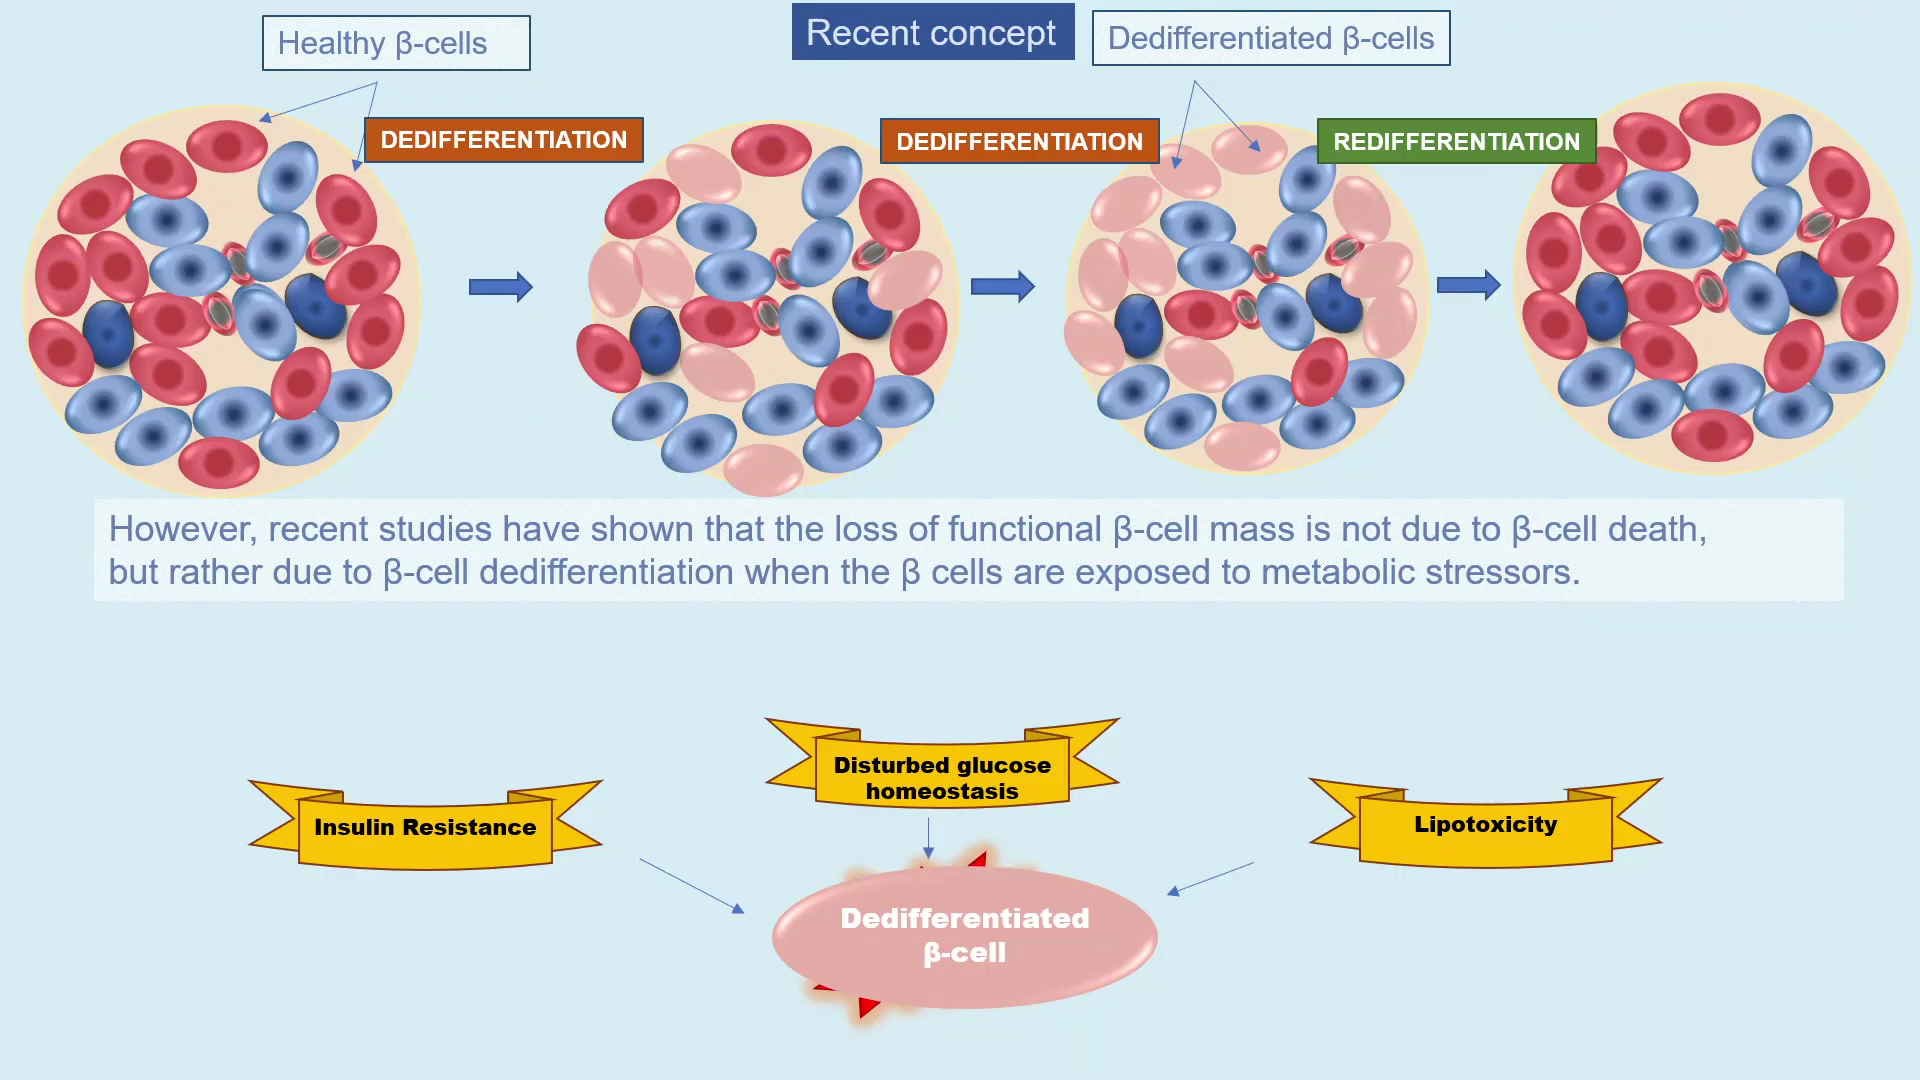 Healthy β-cells
Recent concept
Dedifferentiated β-cells
DEDIFFERENTIATION
DEDIFFERENTIATION
REDIFFERENTIATION
However, recent studies have shown that the loss of functional β-cell mass is not due to β-cell death,
but rather due to β-cell dedifferentiation when the β cells are exposed to metabolic stressors.
Disturbed glucose
homeostasis
Insulin Resistance
Lipotoxicity
Dedifferentiated
β-cell